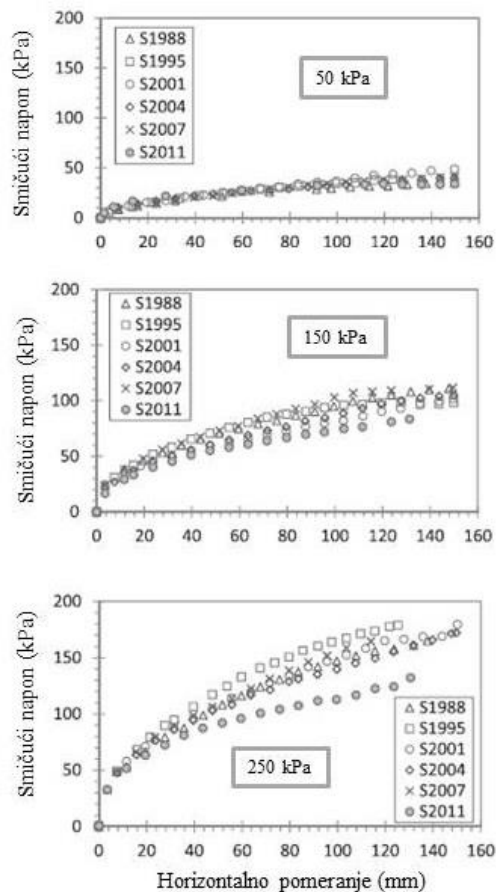 200
150
100
50
0
Smičući napon (kPa)
S1988
S1995
S2001
S2004
S2007
S2011
50 kPa
0 20 40 60 80 100 120 140 160
200
150
100
50
0
Smičući napon (kPa)
S1988
S1995
S2001
S2004
S2007
S2011
150 kPa
0 20 40 60 80 100 120 140 160
200
150
100
50
0
Smičući napon (kPa)
S1988
S1995
S2001
S2004
S2007
S2011
250 kPa
0 20 40 60 80 100 120 140 160
Horizontalno pomeranje (mm)